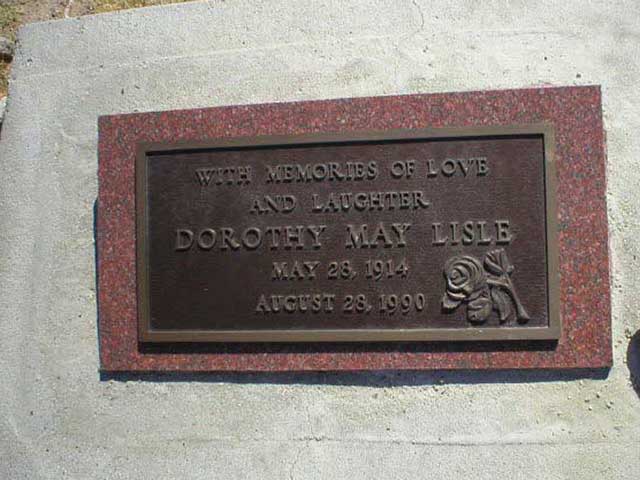 WITH MEMORIES OF LOVE
AND LAUGHTER
DOROTHY MAY LISLE
MAY 28, 1914
AUGUST 28, 1990